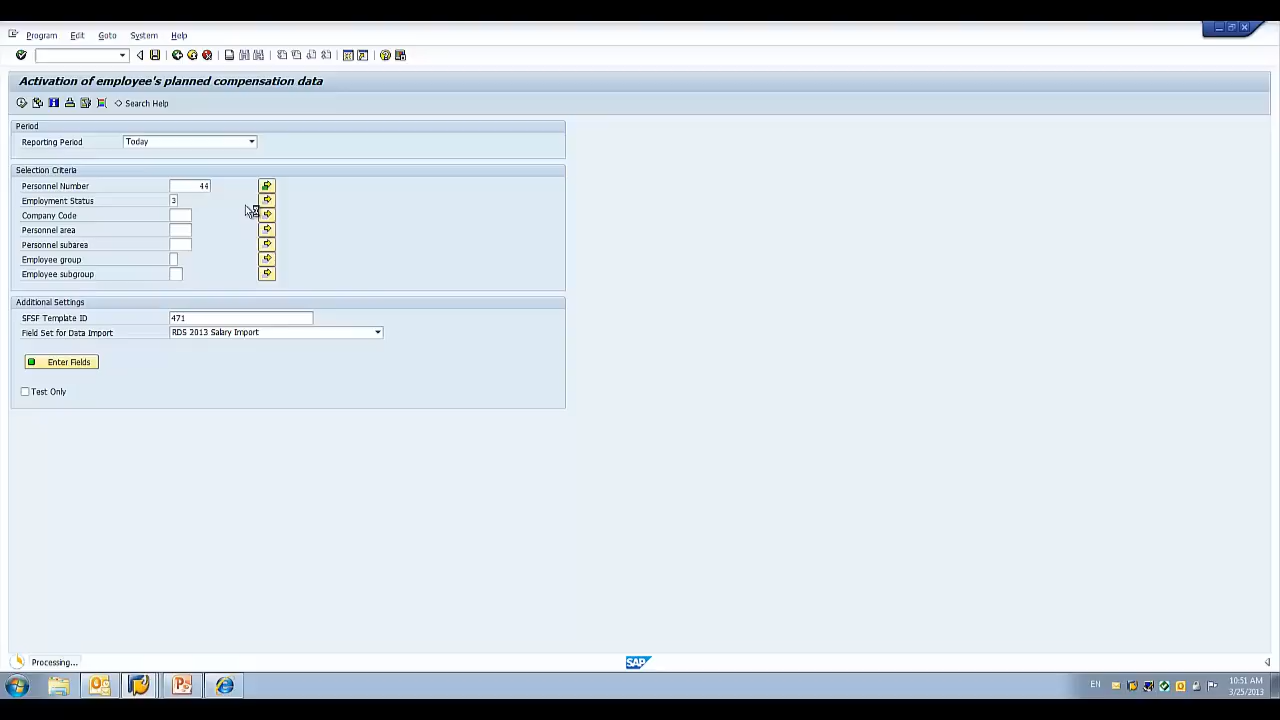 Program Edit Goto System Help
Activation of employee's planned compensation data
Search Help
Period
Reporting Period Today
Selection Criteria
Personnel Number 44
Employment Status 3
Company Code
Personnel area
Personnel subarea
Employee group
Employee subgroup
Additional Settings
SFSF Template ID 471
Field Set for Data Import RDS 2013 Salary Import
Enter Fields
Test Only
Processing... SAP
EN 10:51 AM
3/25/2013